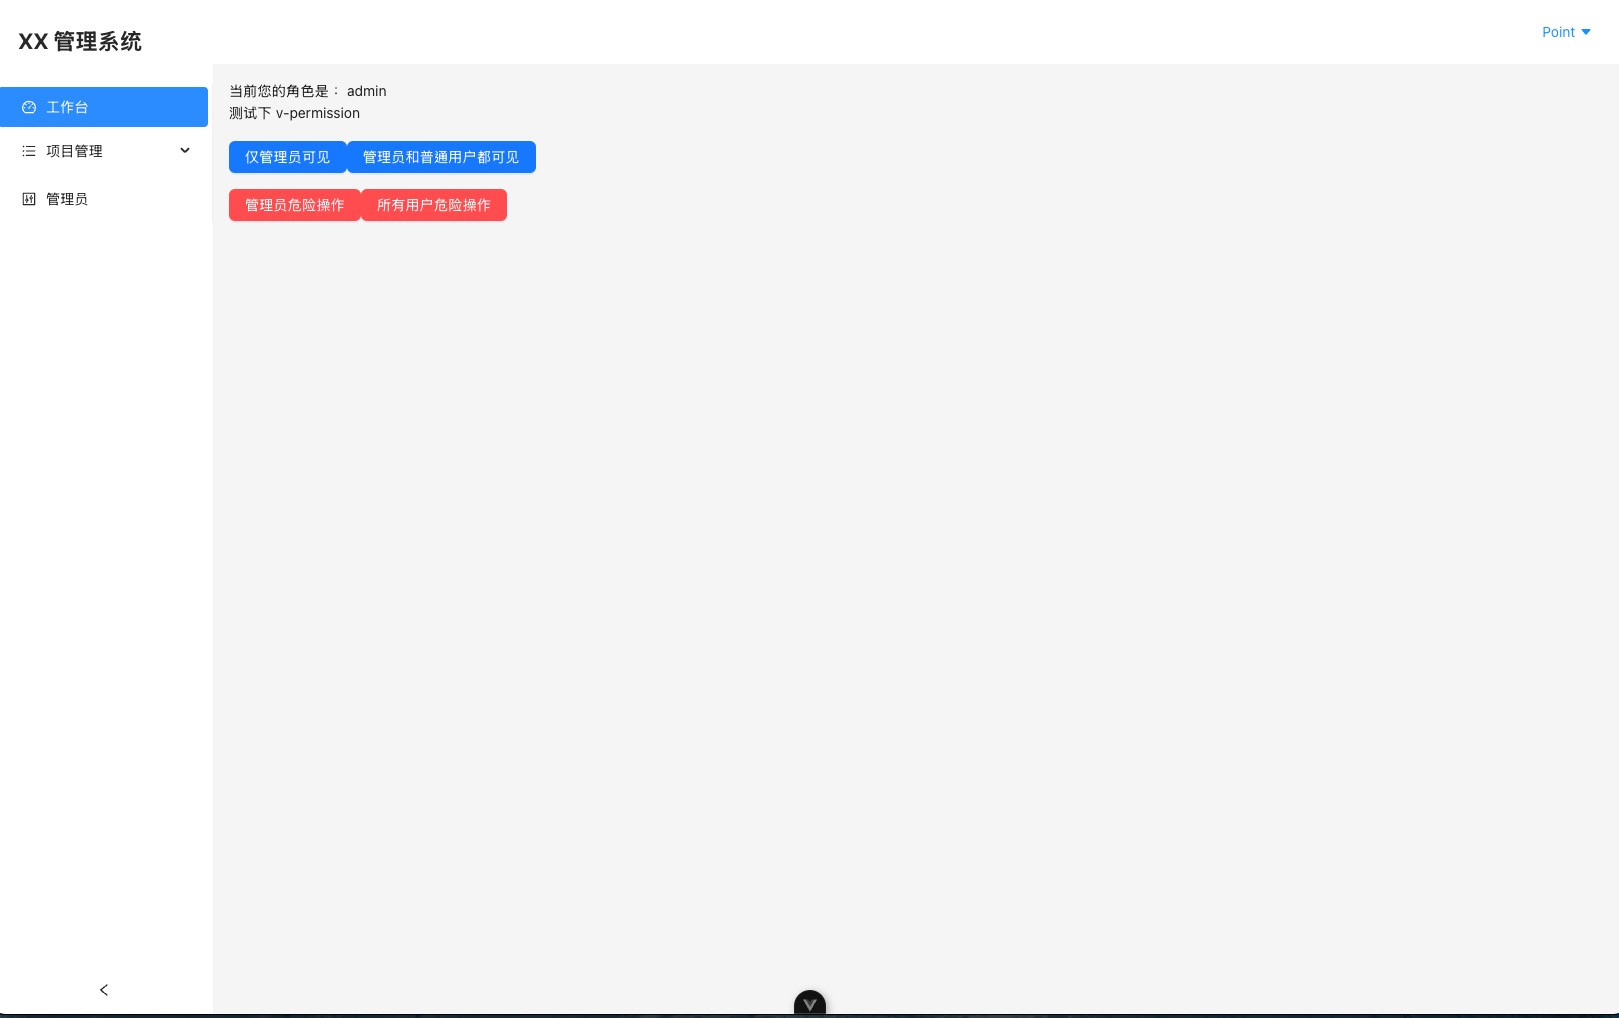 XX 管理系统
Point
工作台
项目管理
管理员
当前您的角色是： admin
测试下 v-permission
仅管理员可见 管理员和普通用户都可见
管理员危险操作 所有用户危险操作